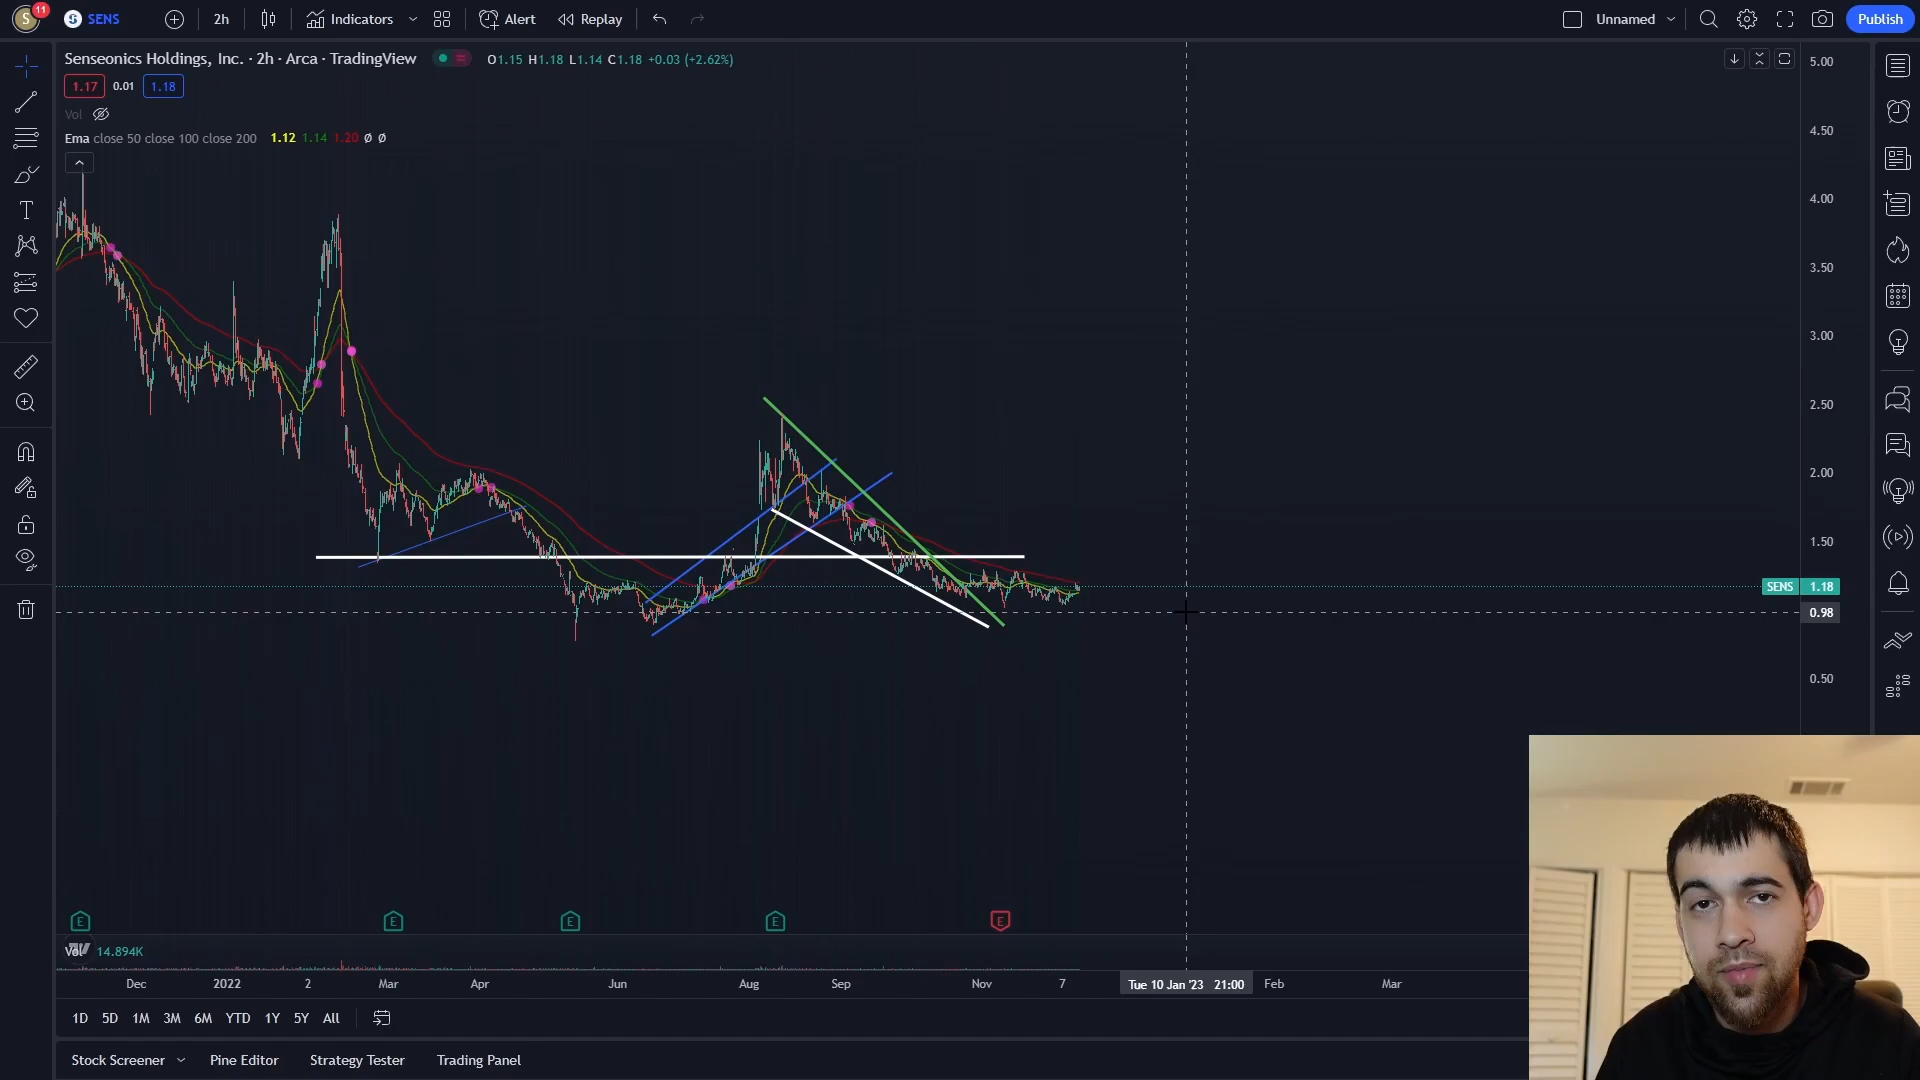 S 11 SENS 2h Indicators Alert Replay Unnamed Publish
Senseonics Holdings, Inc. · 2h · Arca · TradingView O1.15 H1.18 L1.14 C1.18 +0.03 (+2.62%)
1.17 0.01 1.18
Vol
Ema close 50 close 100 close 200 1.12 1.14 1.20 Ø Ø
5.00
4.50
4.00
3.50
3.00
2.50
2.00
1.50
SENS 1.18
0.98
0.50
E E E E E
Vol 14.894K
Dec 2022 2 Mar Apr Jun Aug Sep Nov 7 Tue 10 Jan '23 21:00 Feb Mar
1D 5D 1M 3M 6M YTD 1Y 5Y All
Stock Screener Pine Editor Strategy Tester Trading Panel